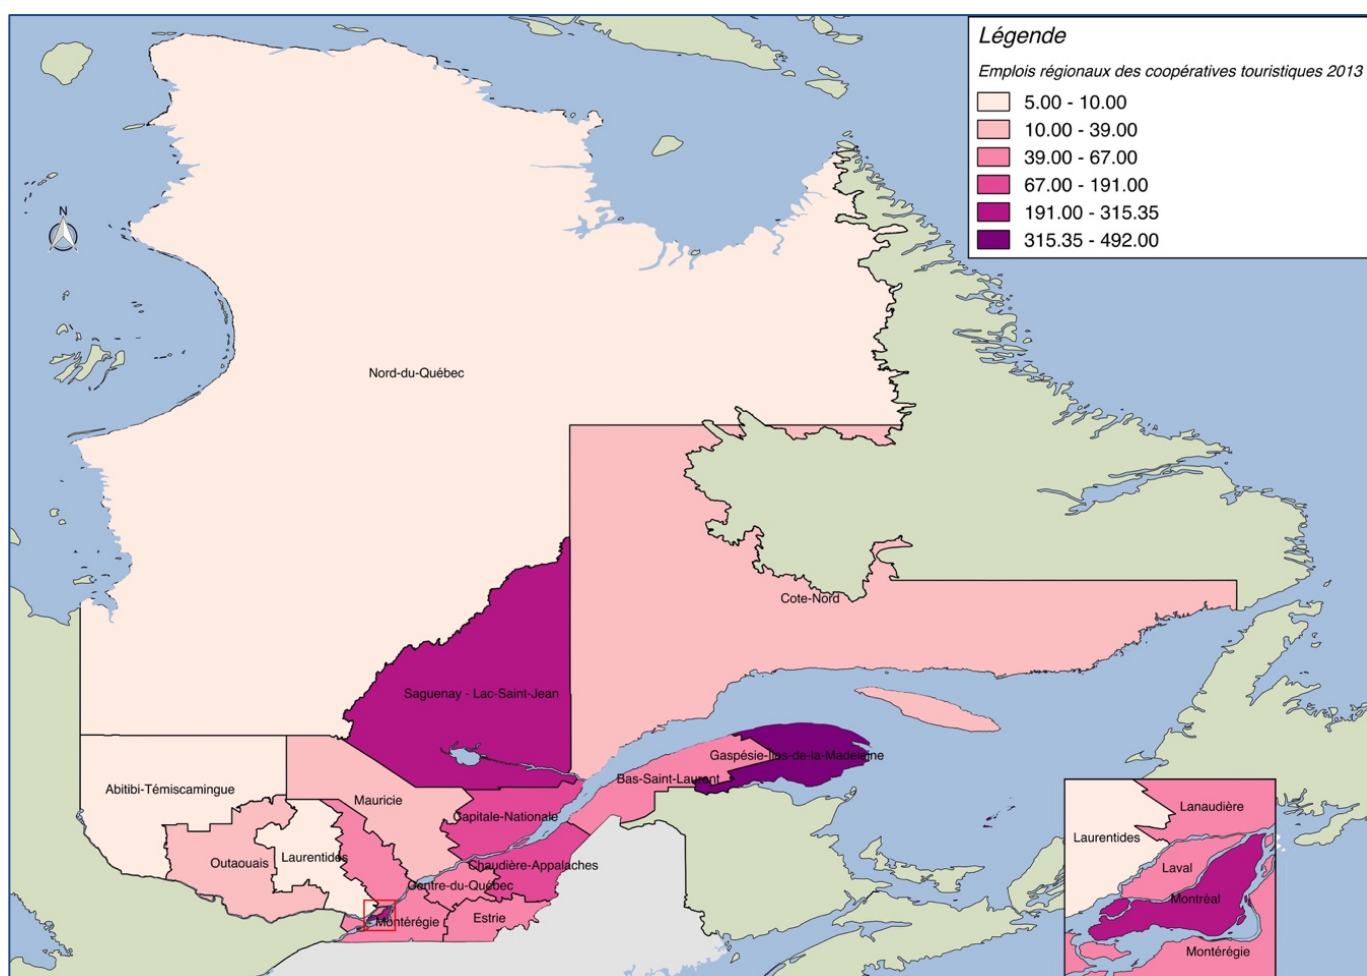 Légende
Emplois régionaux des coopératives touristiques 2013
5.00 - 10.00
10.00 - 39.00
39.00 - 67.00
67.00 - 191.00
191.00 - 315.35
315.35 - 492.00
N
Nord-du-Québec
Cote-Nord
Saguenay - Lac-Saint-Jean
Gaspésie-Iles-de-la-Madeleine
Bas-Saint-Laurent
Abitibi-Témiscamingue
Mauricie
Capitale-Nationale
Outaouais
Laurentides
Chaudière-Appalaches
Centre-du-Québec
Montérégie
Estrie
Lanaudière
Laurentides
Laval
Montréal
Montérégie